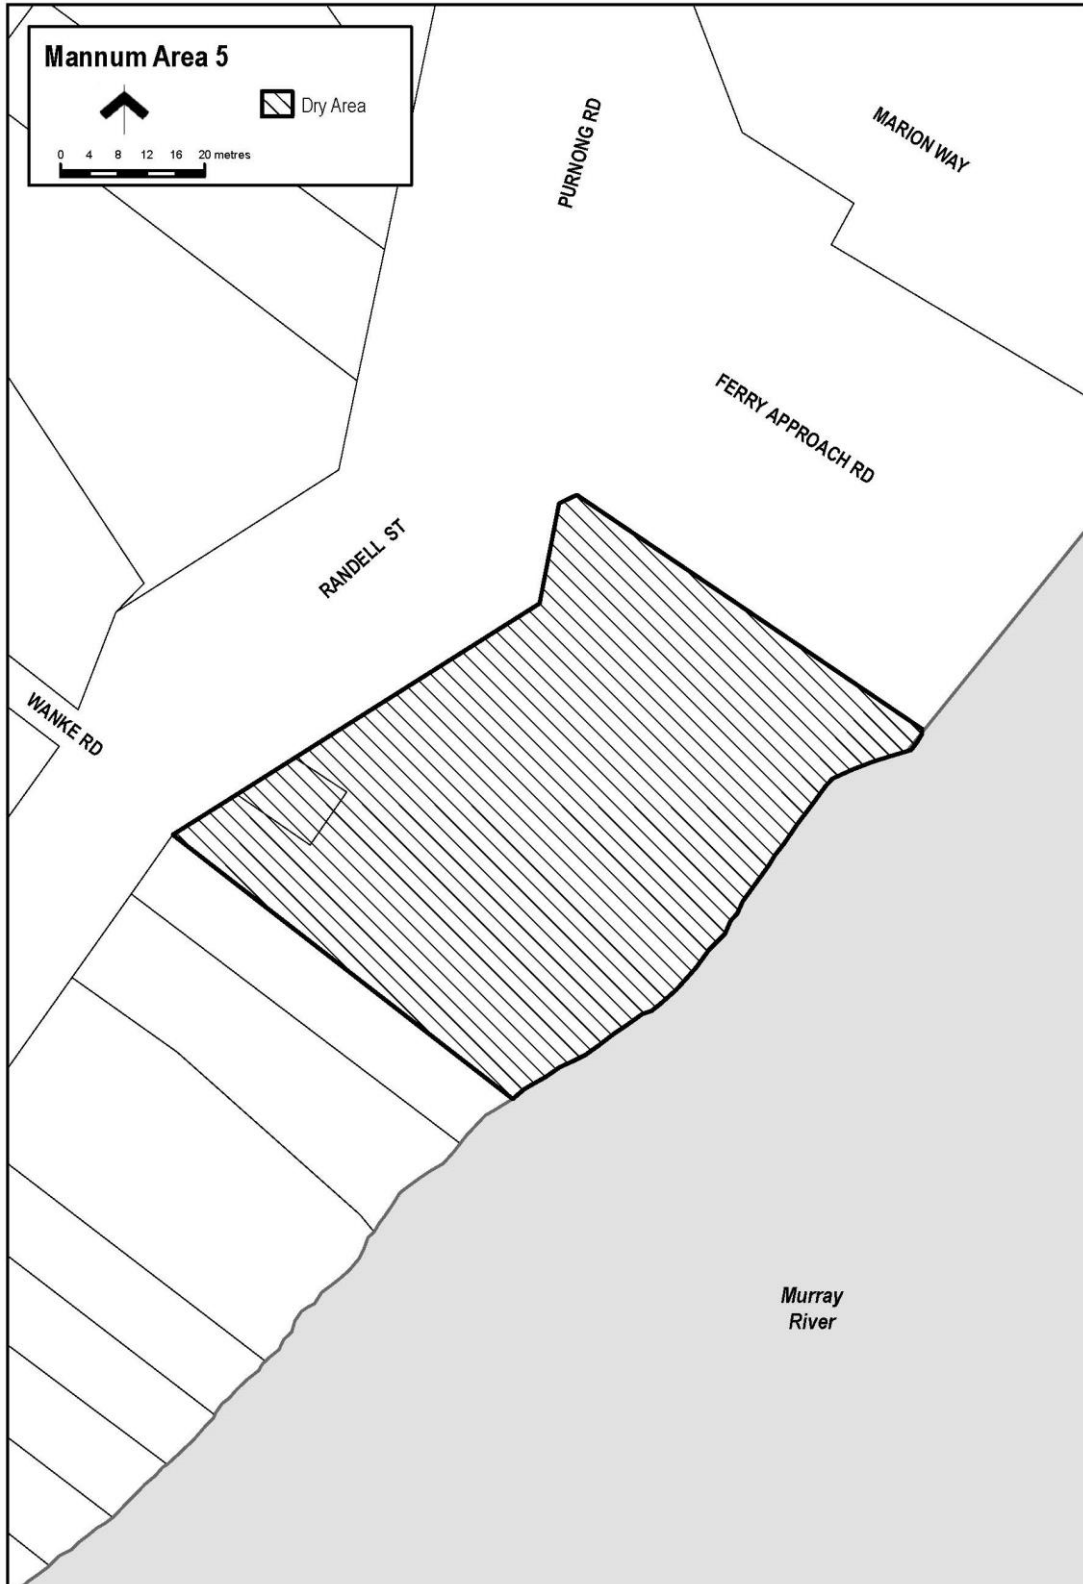 Mannum Area 5
Dry Area
0 4 8 12 16 20 metres
PURNONG RD
MARION WAY
FERRY APPROACH RD
RANDELL ST
WANKE RD
Murray
River